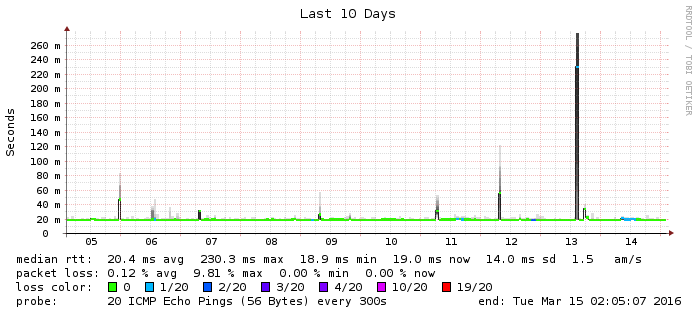 Last 10 Days
RRDTOOL / TOBI OETIKER
Seconds
260 m
240 m
220 m
200 m
180 m
160 m
140 m
120 m
100 m
80 m
60 m
40 m
20 m
0
05 06 07 08 09 10 11 12 13 14
median rtt: 20.4 ms avg 230.3 ms max 18.9 ms min 19.0 ms now 14.0 ms sd 1.5 am/s
packet loss: 0.12 % avg 9.81 % max 0.00 % min 0.00 % now
loss color: 0 1/20 2/20 3/20 4/20 10/20 19/20
probe: 20 ICMP Echo Pings (56 Bytes) every 300s end: Tue Mar 15 02:05:07 2016